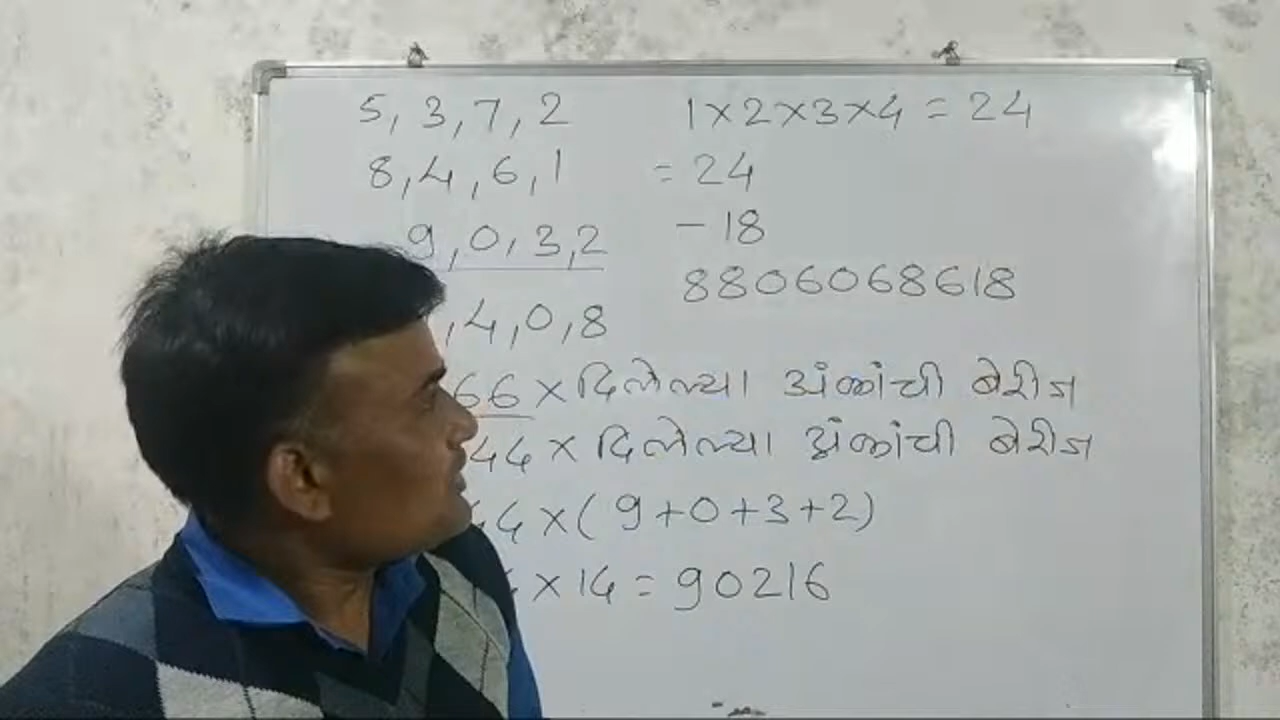 5, 3, 7, 2
8, 4, 6, 1
9, 0, 3, 2
, 4, 0, 8
66 × दिलेल्या अंकांची बेरीज
44 × दिलेल्या अंकांची बेरीज
4 × ( 9 + 0 + 3 + 2 )
× 14 = 90216
1 × 2 × 3 × 4 = 24
= 24
– 18
8806068618